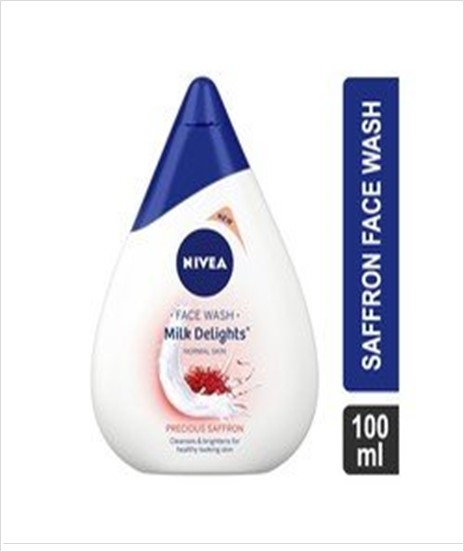 NEW
NIVEA
• FACE WASH •
Milk Delights*
NORMAL SKIN
PRECIOUS SAFFRON
Cleanses & brightens for
healthy looking skin
SAFFRON FACE WASH
100
ml